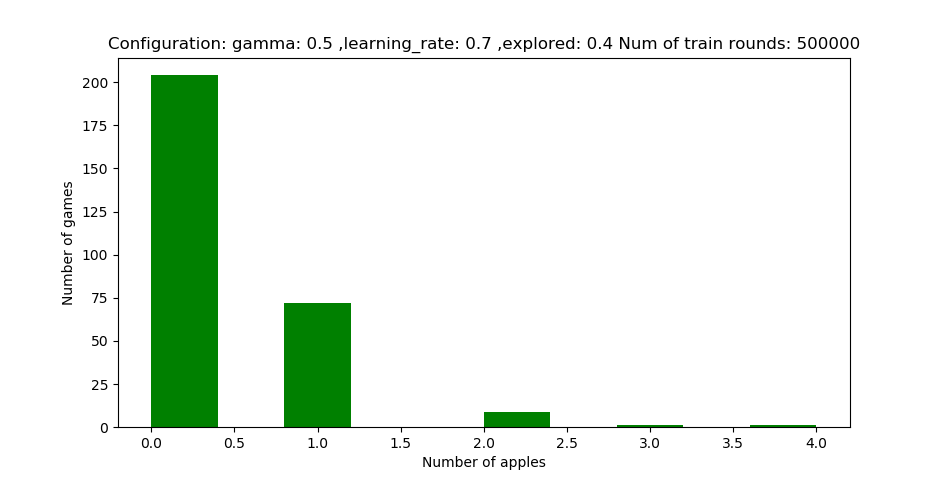 Configuration: gamma: 0.5 ,learning_rate: 0.7 ,explored: 0.4 Num of train rounds: 500000
200
175
150
125
100
75
50
25
0
Number of games
0.0 0.5 1.0 1.5 2.0 2.5 3.0 3.5 4.0
Number of apples